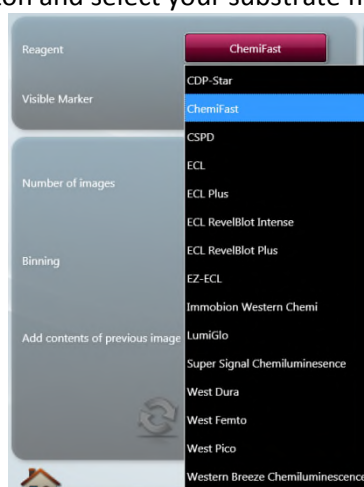 on and select your substrate
Reagent
ChemiFast
Visible Marker
Number of images
Binning
Add contents of previous image
CDP-Star
ChemiFast
CSPD
ECL
ECL Plus
ECL RevelBlot Intense
ECL RevelBlot Plus
EZ-ECL
Immobion Western Chemi
LumiGlo
Super Signal Chemiluminesence
West Dura
West Femto
West Pico
Western Breeze Chemiluminescence